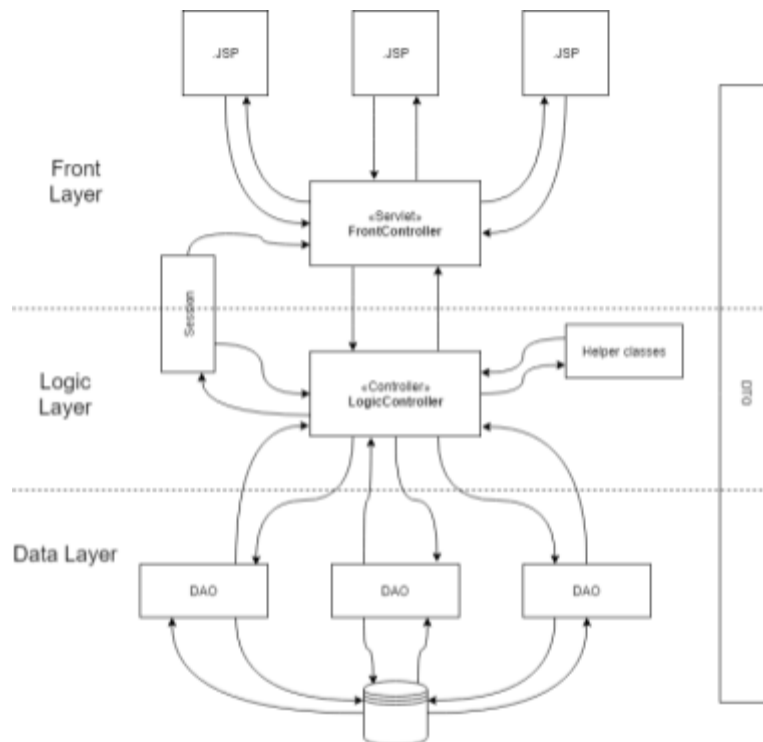 .JSP
.JSP
.JSP
Front
Layer
«Servlet»
FrontController
Session
Helper classes
Logic
Layer
«Controller»
LogicController
DTO
Data Layer
DAO
DAO
DAO